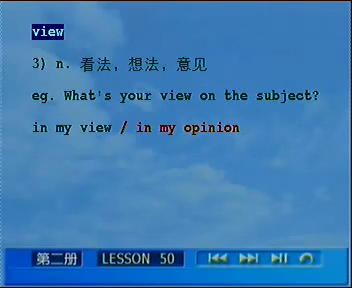 view
3) n. 看法, 想法, 意见
eg. What's your view on the subject?
in my view / in my opinion
第二册 LESSON 50